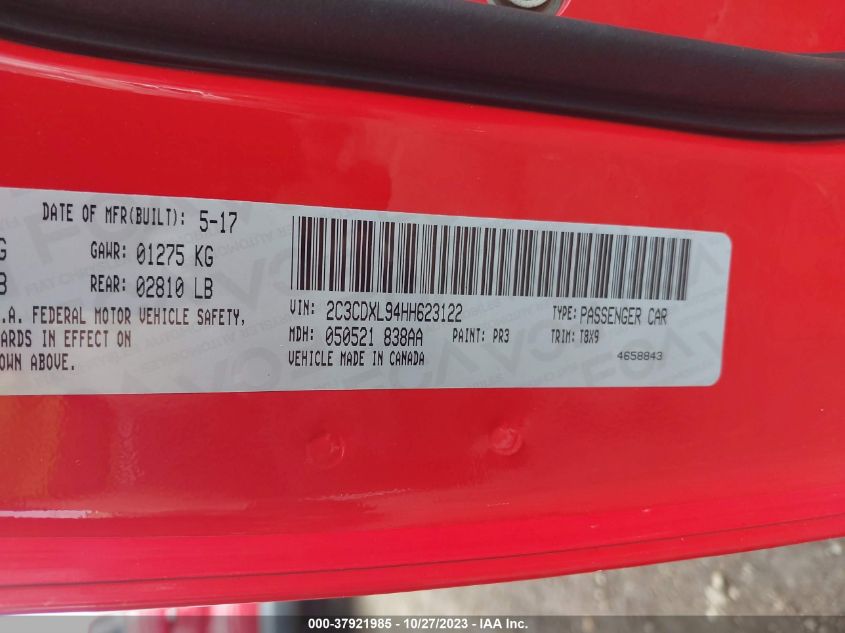 DATE OF MFR(BUILT): 5-17
G GAWR: 01275 KG
B REAR: 02810 LB
.A. FEDERAL MOTOR VEHICLE SAFETY,
ARDS IN EFFECT ON
OWN ABOVE.
VIN: 2C3CDXL94HH623122 TYPE: PASSENGER CAR
MDH: 050521 838AA PAINT: PR3 TRIM: T8X9
VEHICLE MADE IN CANADA 4658843
000-37921985 - 10/27/2023 - IAA Inc.